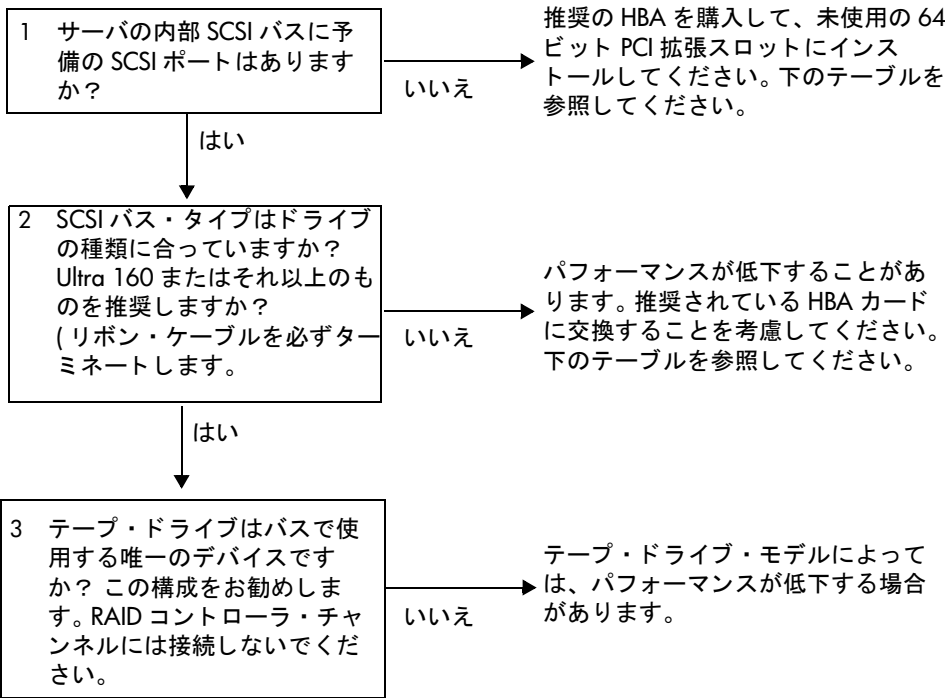 1 サーバの内部 SCSI バスに予
備の SCSI ポートはあります
か？
いいえ
推奨の HBA を購入して、未使用の 64
ビット PCI 拡張スロットにインス
トールしてください。下のテーブルを
参照してください。
はい
2 SCSI バス・タイプはドライブ
の種類に合っていますか？
Ultra 160 またはそれ以上のも
のを推奨しますか？
( リボン・ケーブルを必ずター
ミネートします。
いいえ
パフォーマンスが低下することがあ
ります。推奨されている HBA カード
に交換することを考慮してください。
下のテーブルを参照してください。
はい
3 テープ・ドライブはバスで使
用する唯一のデバイスです
か？ この構成をお勧めしま
す。RAID コントローラ・チャ
ンネルには接続しないでくだ
さい。
いいえ
テープ・ドライブ・モデルによって
は、パフォーマンスが低下する場合
があります。